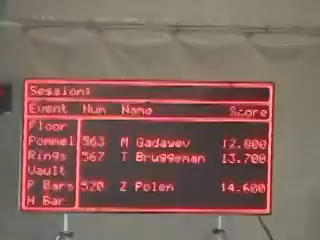 Session:
Event Num Name Score
Floor
Pommel 563 M Gadayev 12.800
Rings 567 T Bruggeman 13.700
Vault
P Bars 520 Z Polen 14.600
H Bar